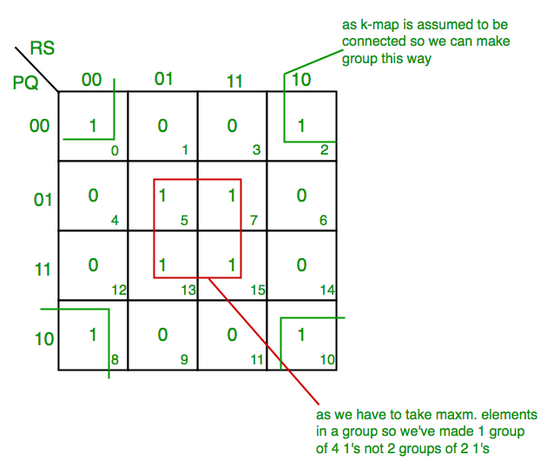 as k-map is assumed to be
connected so we can make
group this way
RS
PQ 00 01 11 10
00 1 0 0 1
0 1 3 2
01 0 1 1 0
4 5 7 6
11 0 1 1 0
12 13 15 14
10 1 0 0 1
8 9 11 10
as we have to take maxm. elements
in a group so we've made 1 group
of 4 1's not 2 groups of 2 1's